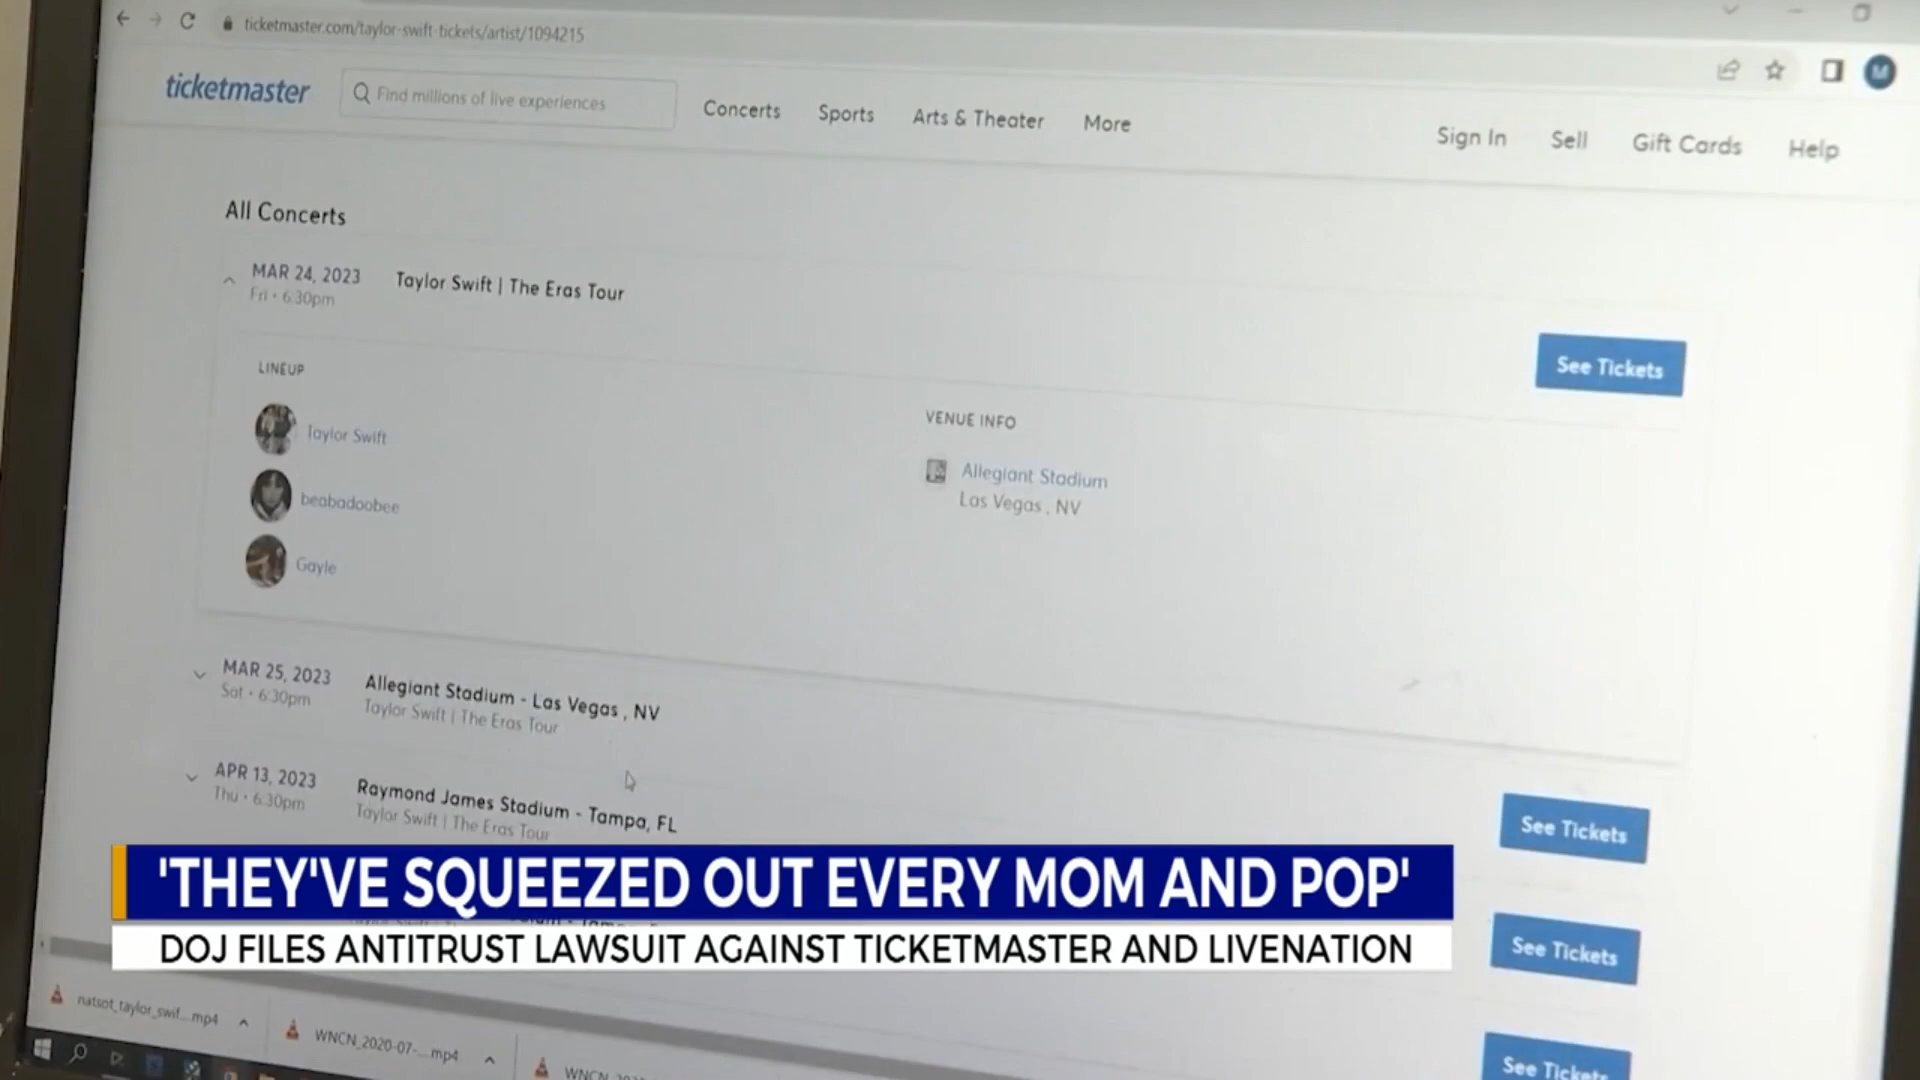 ticketmaster.com/taylor-swift-tickets/artist/1094215
M
ticketmaster
Find millions of live experiences
Concerts
Sports
Arts & Theater
More
Sign In
Sell
Gift Cards
Help
All Concerts
MAR 24, 2023
Fri • 6:30pm
Taylor Swift | The Eras Tour
See Tickets
LINEUP
Taylor Swift
beabadoobee
Gayle
VENUE INFO
Allegiant Stadium
Las Vegas , NV
MAR 25, 2023
Sat • 6:30pm
Allegiant Stadium - Las Vegas , NV
Taylor Swift | The Eras Tour
APR 13, 2023
Thu • 6:30pm
Raymond James Stadium - Tampa, FL
Taylor Swift | The Eras Tour
See Tickets
'THEY'VE SQUEEZED OUT EVERY MOM AND POP'
DOJ FILES ANTITRUST LAWSUIT AGAINST TICKETMASTER AND LIVENATION
See Tickets
natsot_taylor_swif....mp4
WNCN_2020-07-....mp4
See Tickets